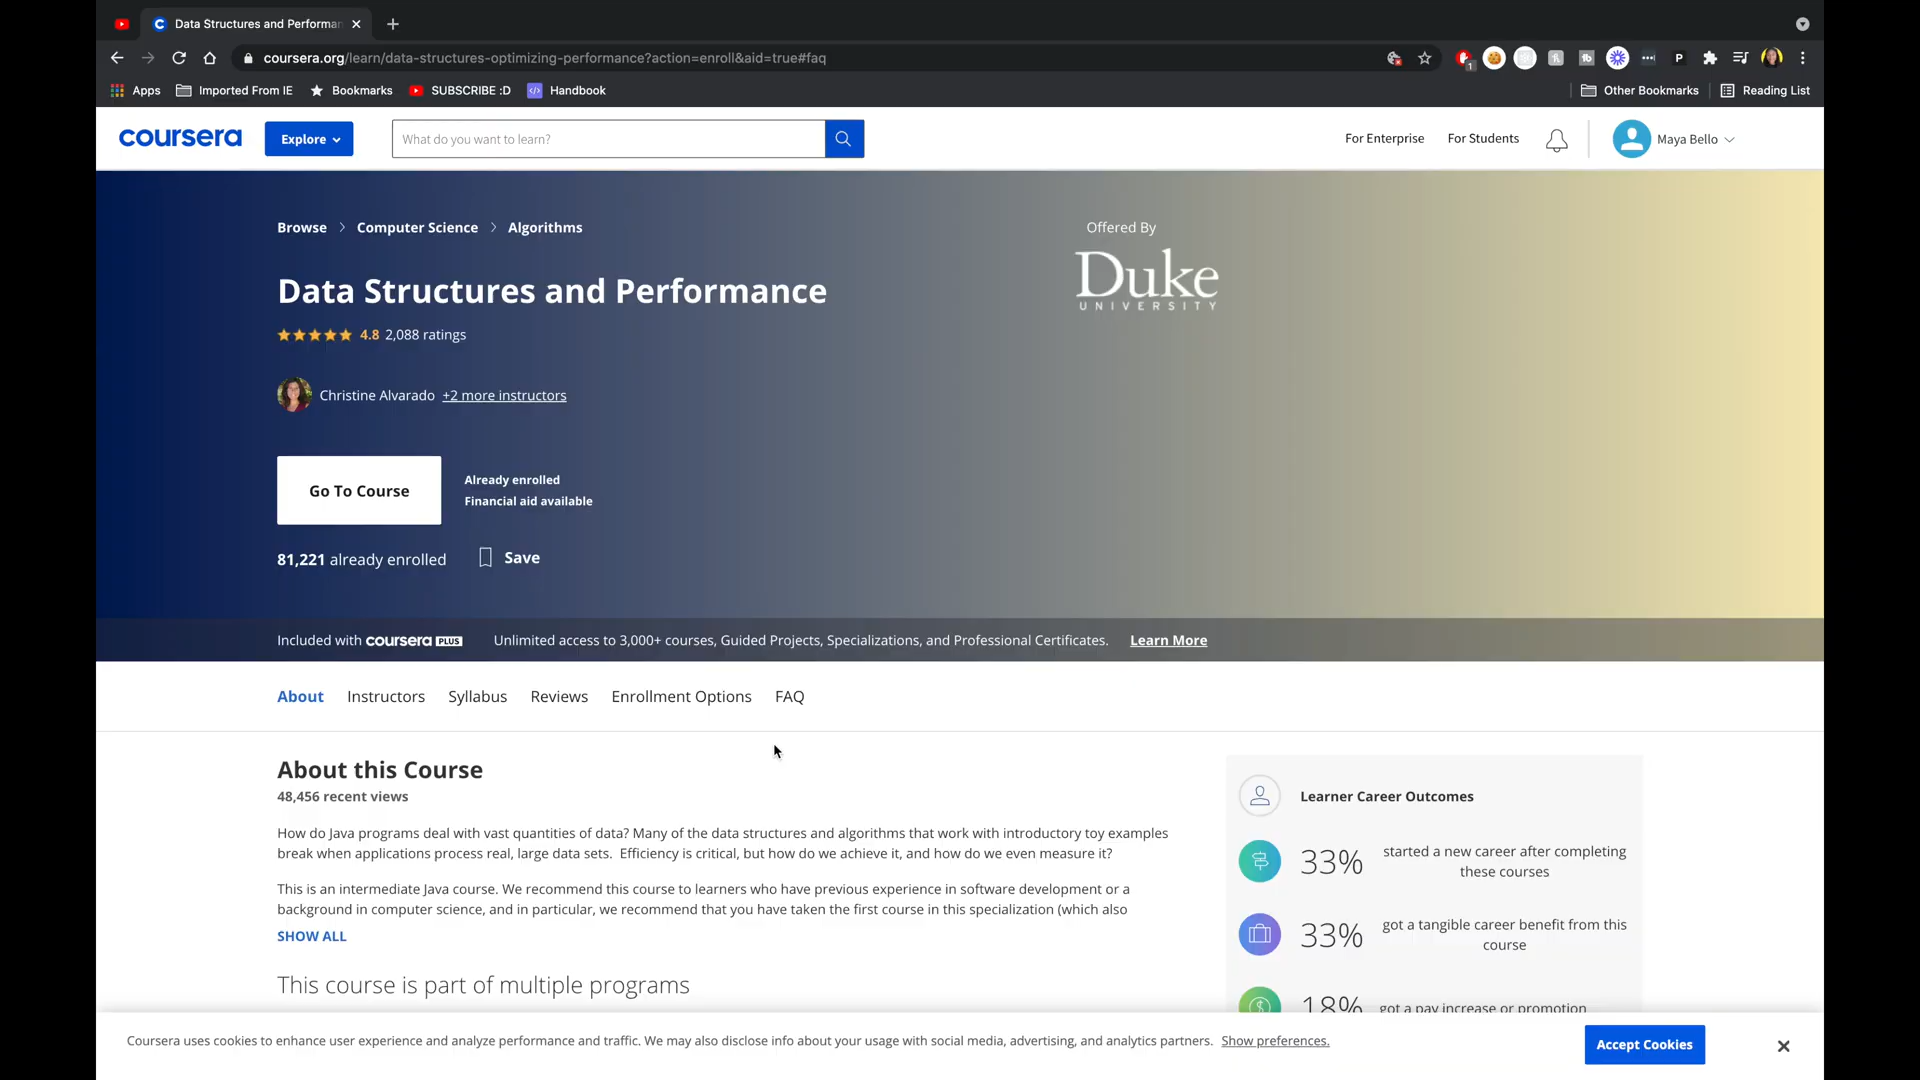 Data Structures and Performan
coursera.org/learn/data-structures-optimizing-performance?action=enroll&aid=true#faq
Apps Imported From IE Bookmarks SUBSCRIBE :D Handbook Other Bookmarks Reading List
coursera Explore What do you want to learn? For Enterprise For Students Maya Bello
Browse > Computer Science > Algorithms
Offered By
Duke
UNIVERSITY
Data Structures and Performance
4.8 2,088 ratings
Christine Alvarado +2 more instructors
Go To Course
Already enrolled
Financial aid available
81,221 already enrolled Save
Included with coursera PLUS Unlimited access to 3,000+ courses, Guided Projects, Specializations, and Professional Certificates. Learn More
About Instructors Syllabus Reviews Enrollment Options FAQ
About this Course
48,456 recent views
How do Java programs deal with vast quantities of data? Many of the data structures and algorithms that work with introductory toy examples
break when applications process real, large data sets. Efficiency is critical, but how do we achieve it, and how do we even measure it?
This is an intermediate Java course. We recommend this course to learners who have previous experience in software development or a
background in computer science, and in particular, we recommend that you have taken the first course in this specialization (which also
SHOW ALL
This course is part of multiple programs
Learner Career Outcomes
33% started a new career after completing
these courses
33% got a tangible career benefit from this
course
18% got a pay increase or promotion
Coursera uses cookies to enhance user experience and analyze performance and traffic. We may also disclose info about your usage with social media, advertising, and analytics partners. Show preferences.
Accept Cookies